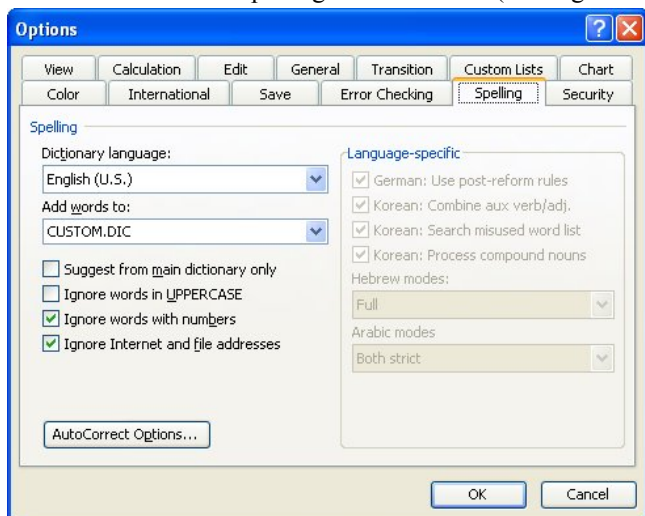 Options
View Calculation Edit General Transition Custom Lists Chart
Color International Save Error Checking Spelling Security
Spelling
Dictionary language:
English (U.S.)
Add words to:
CUSTOM.DIC
Suggest from main dictionary only
Ignore words in UPPERCASE
Ignore words with numbers
Ignore Internet and file addresses
AutoCorrect Options...
Language-specific
German: Use post-reform rules
Korean: Combine aux verb/adj.
Korean: Search misused word list
Korean: Process compound nouns
Hebrew modes:
Full
Arabic modes
Both strict
OK Cancel